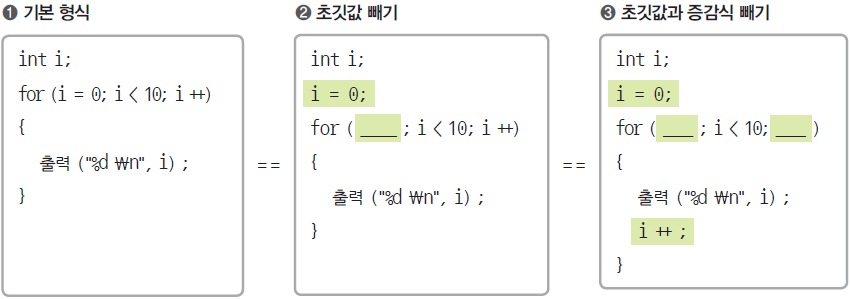 ❶ 기본 형식
int i;
for (i = 0; i < 10; i ++)
{
출력 ("%d ₩n", i) ;
}
==
❷ 초깃값 빼기
int i;
i = 0;
for ( ____ ; i < 10; i ++)
{
출력 ("%d ₩n", i) ;
}
==
❸ 초깃값과 증감식 빼기
int i;
i = 0;
for ( ____ ; i < 10; ____ )
{
출력 ("%d ₩n", i) ;
i ++ ;
}